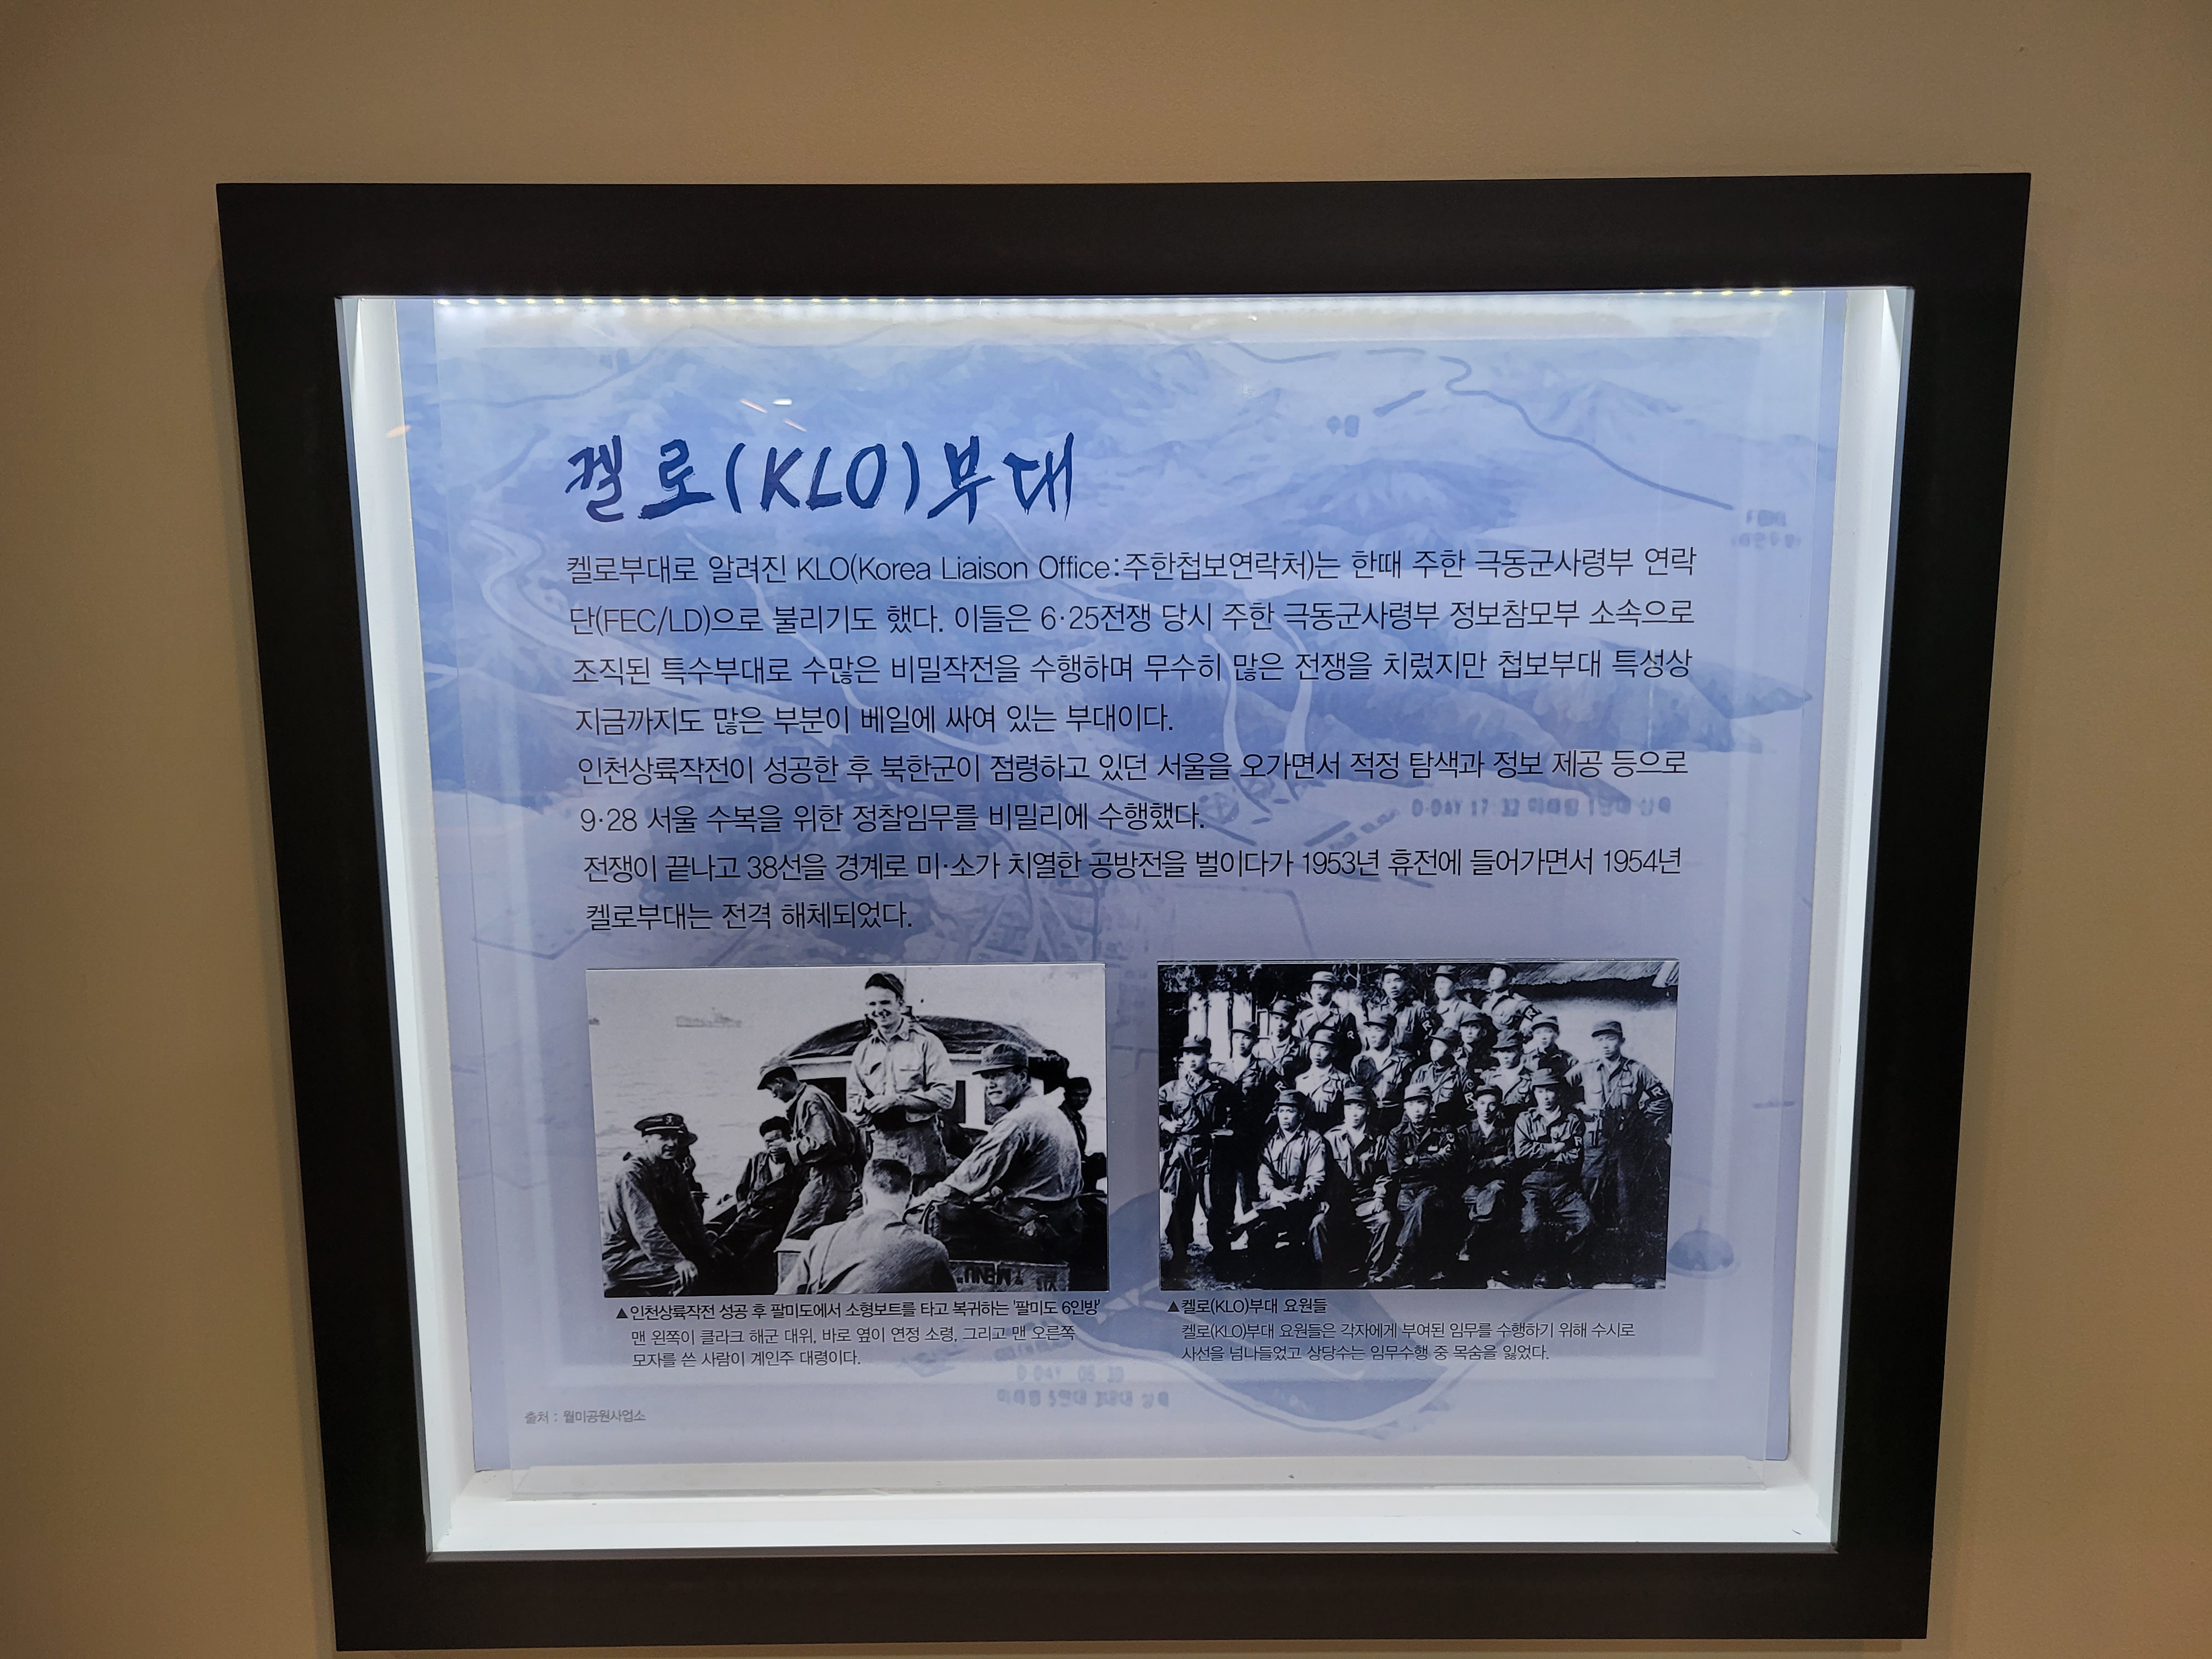 켈로(KLO)부대
켈로부대로 알려진 KLO(Korea Liaison Office:주한첩보연락처)는 한때 주한 극동군사령부 연락
단(FEC/LD)으로 불리기도 했다. 이들은 6·25전쟁 당시 주한 극동군사령부 정보참모부 소속으로
조직된 특수부대로 수많은 비밀작전을 수행하며 무수히 많은 전쟁을 치렀지만 첩보부대 특성상
지금까지도 많은 부분이 베일에 싸여 있는 부대이다.
인천상륙작전이 성공한 후 북한군이 점령하고 있던 서울을 오가면서 적정 탐색과 정보 제공 등으로
9·28 서울 수복을 위한 정찰임무를 비밀리에 수행했다.
전쟁이 끝나고 38선을 경계로 미·소가 치열한 공방전을 벌이다가 1953년 휴전에 들어가면서 1954년
켈로부대는 전격 해체되었다.
▲인천상륙작전 성공 후 팔미도에서 소형보트를 타고 복귀하는 '팔미도 6인방'
맨 왼쪽이 클라크 해군 대위, 바로 옆이 연정 소령, 그리고 맨 오른쪽
모자를 쓴 사람이 계인주 대령이다.
▲켈로(KLO)부대 요원들
켈로(KLO)부대 요원들은 각자에게 부여된 임무를 수행하기 위해 수시로
사선을 넘나들었고 상당수는 임무수행 중 목숨을 잃었다.
출처 : 월미공원사업소